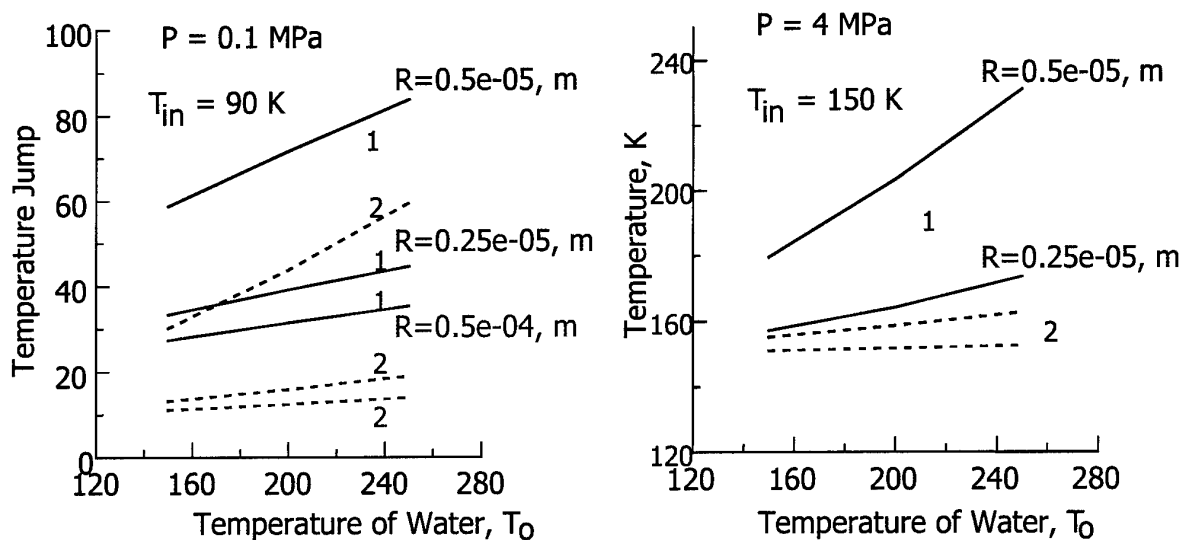 P = 0.1 MPa
T_in = 90 K
R=0.5e-05, m
1
2
R=0.25e-05, m
1
1
R=0.5e-04, m
2
2
100
80
60
40
20
0
Temperature Jump
120 160 200 240 280
Temperature of Water, T_0
P = 4 MPa
T_in = 150 K
R=0.5e-05, m
1
R=0.25e-05, m
2
240
200
160
120
Temperature, K
120 160 200 240 280
Temperature of Water, T_0